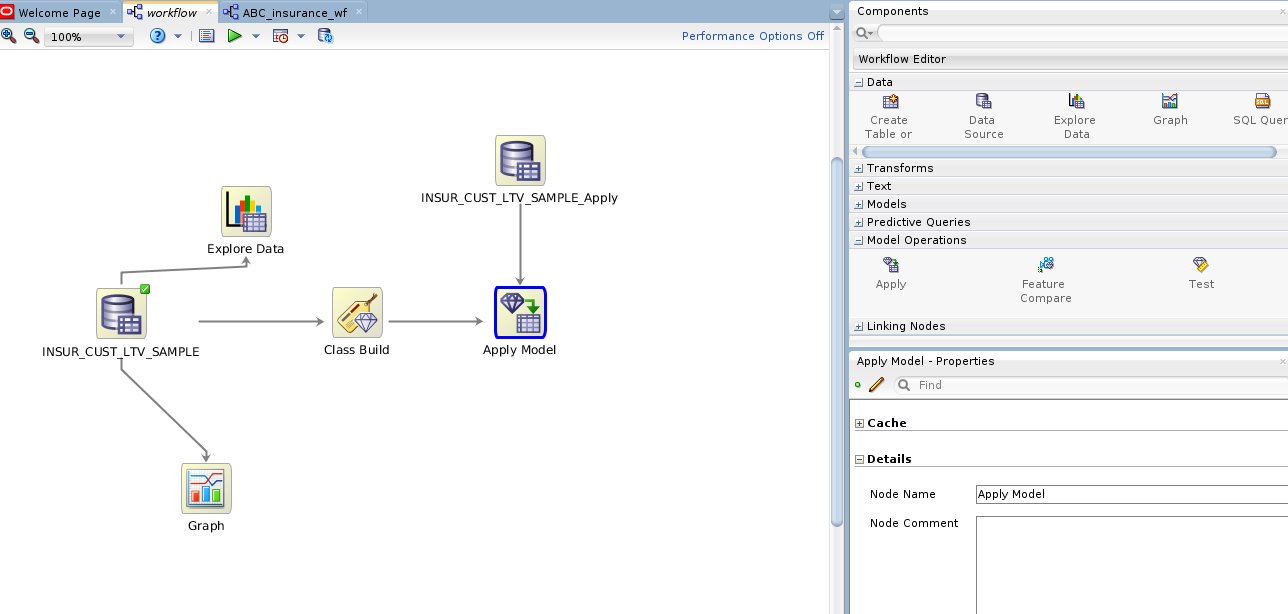 Welcome Page
workflow
ABC_insurance_wf
100%
Performance Options Off
INSUR_CUST_LTV_SAMPLE_Apply
Explore Data
INSUR_CUST_LTV_SAMPLE
Class Build
Apply Model
Graph
Components
Workflow Editor
Data
Create
Table or
Data
Source
Explore
Data
Graph
SQL Quer
Transforms
Text
Models
Predictive Queries
Model Operations
Apply
Feature
Compare
Test
Linking Nodes
Apply Model - Properties
Find
Cache
Details
Node Name
Apply Model
Node Comment